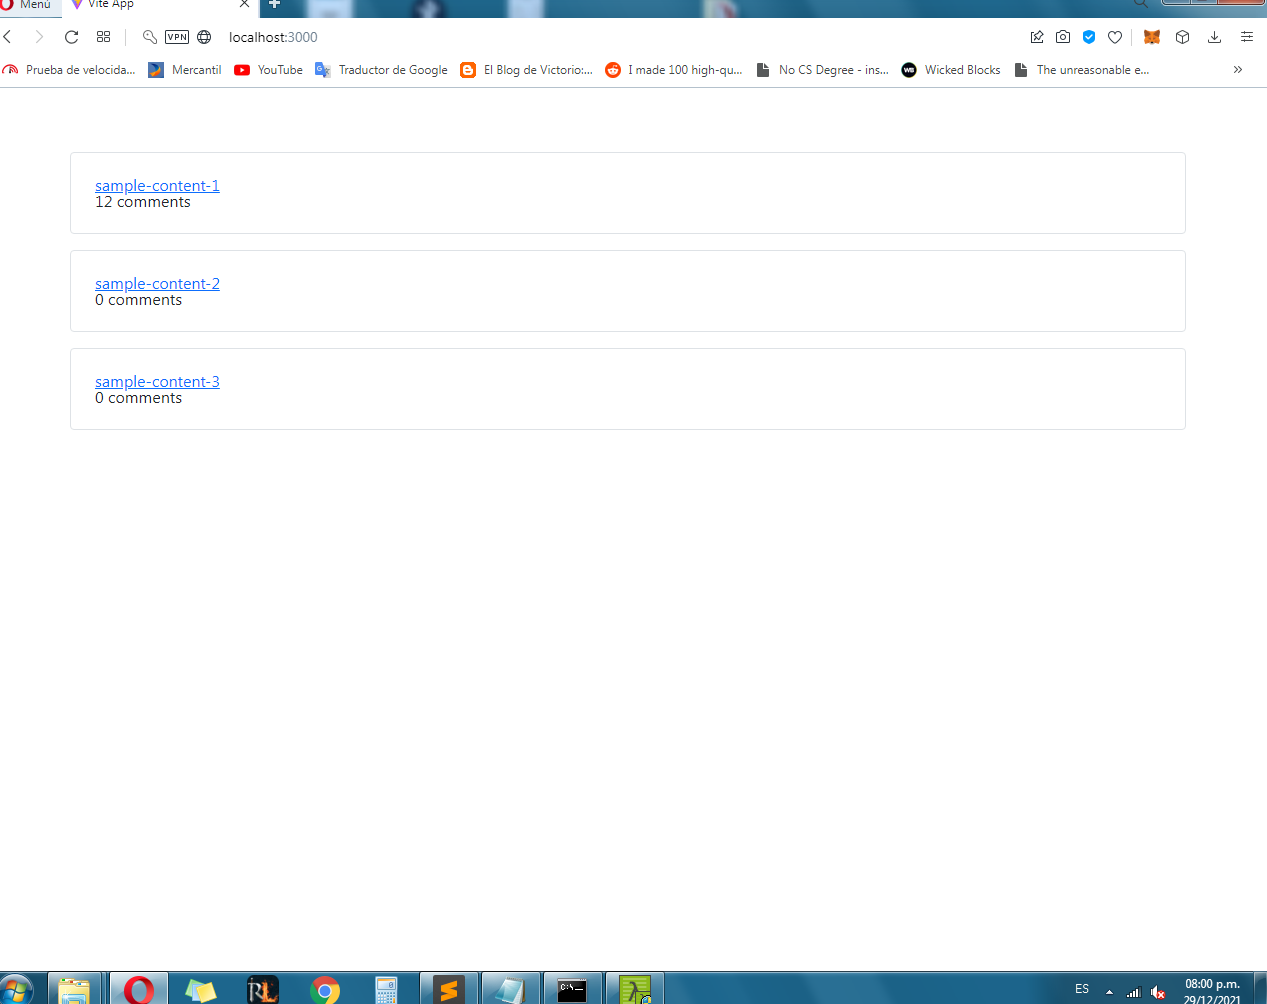 Menú
Vite App
VPN
localhost:3000
Prueba de velocida...
Mercantil
YouTube
Traductor de Google
El Blog de Victorio:...
I made 100 high-qu...
No CS Degree - ins...
Wicked Blocks
The unreasonable e...
sample-content-1
12 comments
sample-content-2
0 comments
sample-content-3
0 comments
ES
08:00 p.m.
29/12/2021